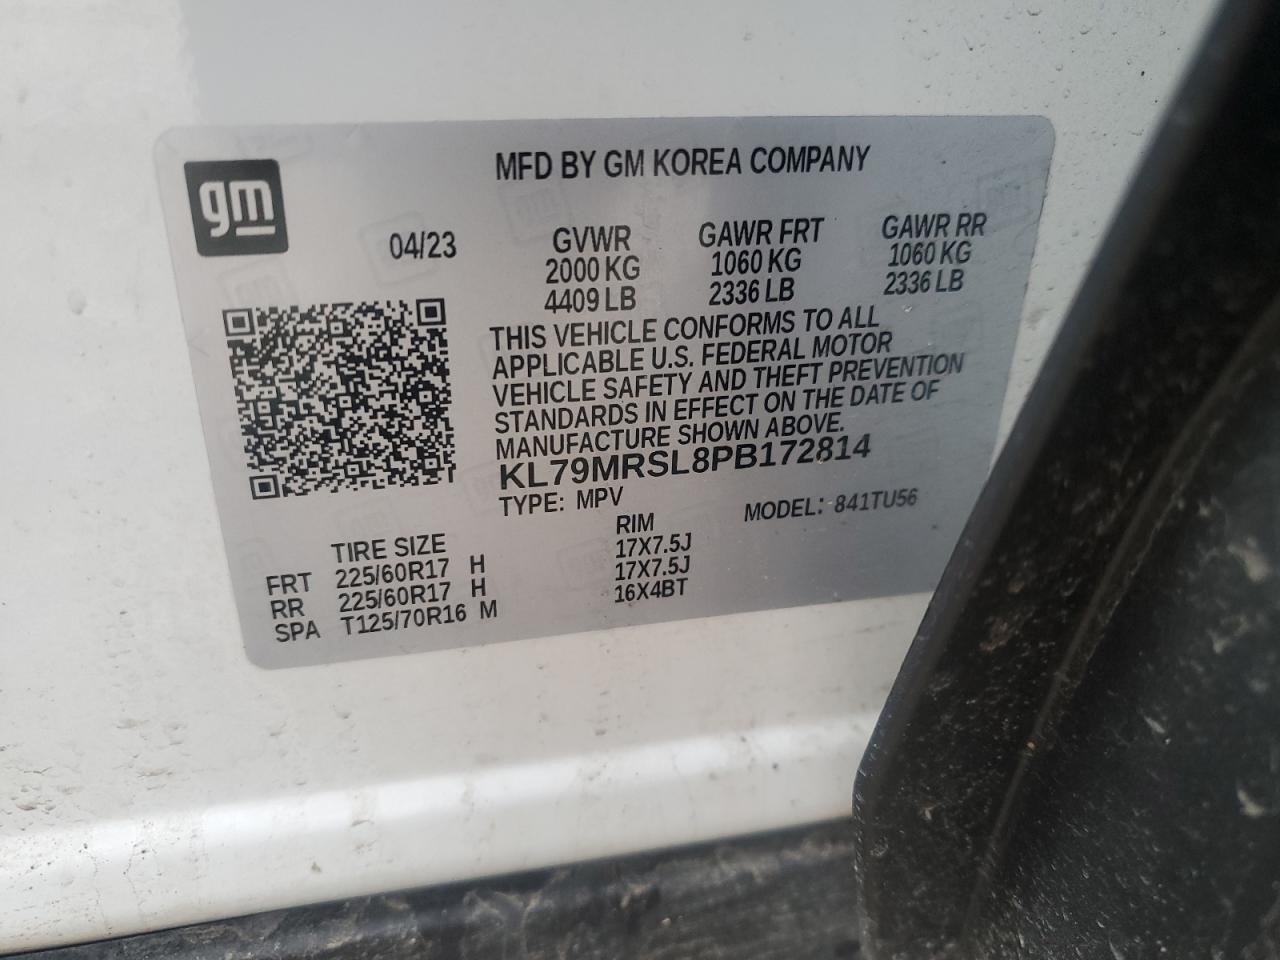 gm
MFD BY GM KOREA COMPANY
04/23
GVWR GAWR FRT GAWR RR
2000 KG 1060 KG 1060 KG
4409 LB 2336 LB 2336 LB
THIS VEHICLE CONFORMS TO ALL
APPLICABLE U.S. FEDERAL MOTOR
VEHICLE SAFETY AND THEFT PREVENTION
STANDARDS IN EFFECT ON THE DATE OF
MANUFACTURE SHOWN ABOVE.
KL79MRSL8PB172814
TYPE: MPV MODEL: 841TU56
TIRE SIZE RIM
FRT 225/60R17 H 17X7.5J
RR 225/60R17 H 17X7.5J
SPA T125/70R16 M 16X4BT